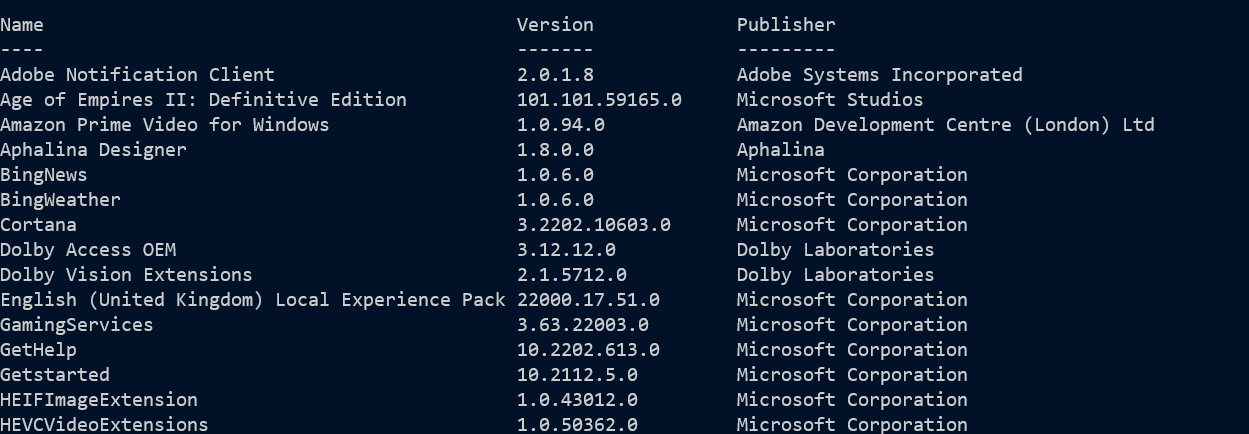 Name Version Publisher
---- ------- ---------
Adobe Notification Client 2.0.1.8 Adobe Systems Incorporated
Age of Empires II: Definitive Edition 101.101.59165.0 Microsoft Studios
Amazon Prime Video for Windows 1.0.94.0 Amazon Development Centre (London) Ltd
Aphalina Designer 1.8.0.0 Aphalina
BingNews 1.0.6.0 Microsoft Corporation
BingWeather 1.0.6.0 Microsoft Corporation
Cortana 3.2202.10603.0 Microsoft Corporation
Dolby Access OEM 3.12.12.0 Dolby Laboratories
Dolby Vision Extensions 2.1.5712.0 Dolby Laboratories
English (United Kingdom) Local Experience Pack 22000.17.51.0 Microsoft Corporation
GamingServices 3.63.22003.0 Microsoft Corporation
GetHelp 10.2202.613.0 Microsoft Corporation
Getstarted 10.2112.5.0 Microsoft Corporation
HEIFImageExtension 1.0.43012.0 Microsoft Corporation
HEVCVideoExtensions 1.0.50362.0 Microsoft Corporation